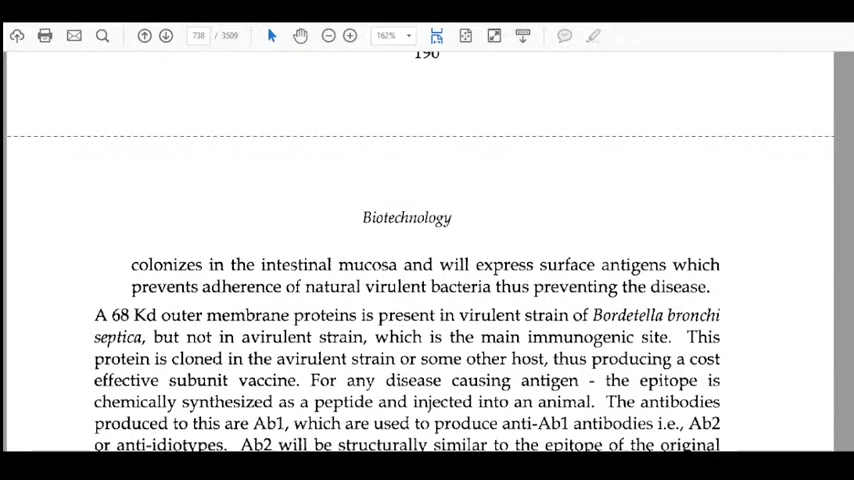 738 / 3509
162%
190
Biotechnology
colonizes in the intestinal mucosa and will express surface antigens which
prevents adherence of natural virulent bacteria thus preventing the disease.
A 68 Kd outer membrane proteins is present in virulent strain of Bordetella bronchi
septica, but not in avirulent strain, which is the main immunogenic site. This
protein is cloned in the avirulent strain or some other host, thus producing a cost
effective subunit vaccine. For any disease causing antigen - the epitope is
chemically synthesized as a peptide and injected into an animal. The antibodies
produced to this are Ab1, which are used to produce anti-Ab1 antibodies i.e., Ab2
or anti-idiotypes. Ab2 will be structurally similar to the epitope of the original